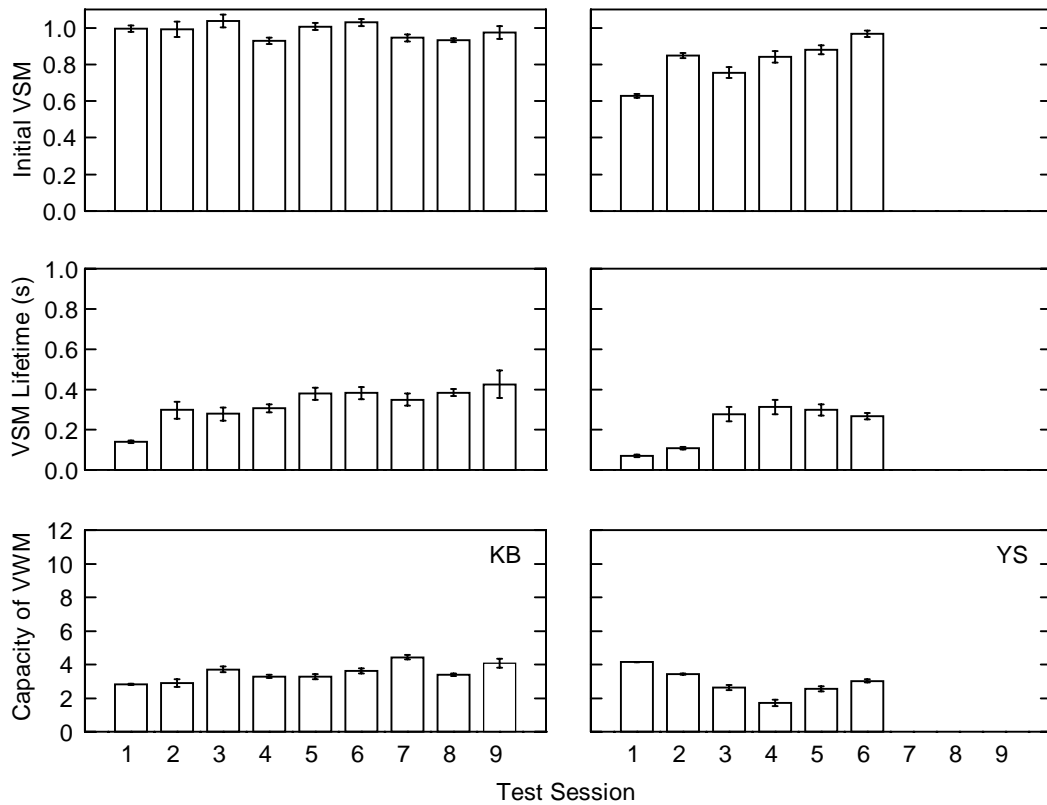 Initial VSM
1.0
0.8
0.6
0.4
0.2
0.0
VSM Lifetime (s)
1.0
0.8
0.6
0.4
0.2
0.0
Capacity of VWM
12
10
8
6
4
2
0
KB
YS
1 2 3 4 5 6 7 8 9
1 2 3 4 5 6 7 8 9
Test Session